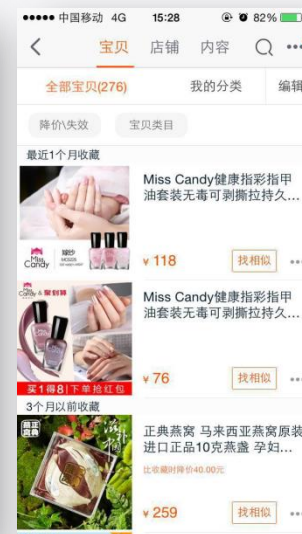 中国移动 4G 15:28 82%
宝贝 店铺 内容
全部宝贝(276) 我的分类 编辑
降价\失效 宝贝类目
最近1个月收藏
Miss Candy健康指彩指甲
油套装无毒可剥撕拉持久...
Miss
Candy
¥ 118 找相似
Miss Candy健康指彩指甲
油套装无毒可剥撕拉持久...
买1得8|下单抢红包
¥ 76 找相似
3个月以前收藏
正典燕窝 马来西亚燕窝原装
进口正品10克燕盏 孕妇...
比收藏时降价40.00元
¥ 259 找相似